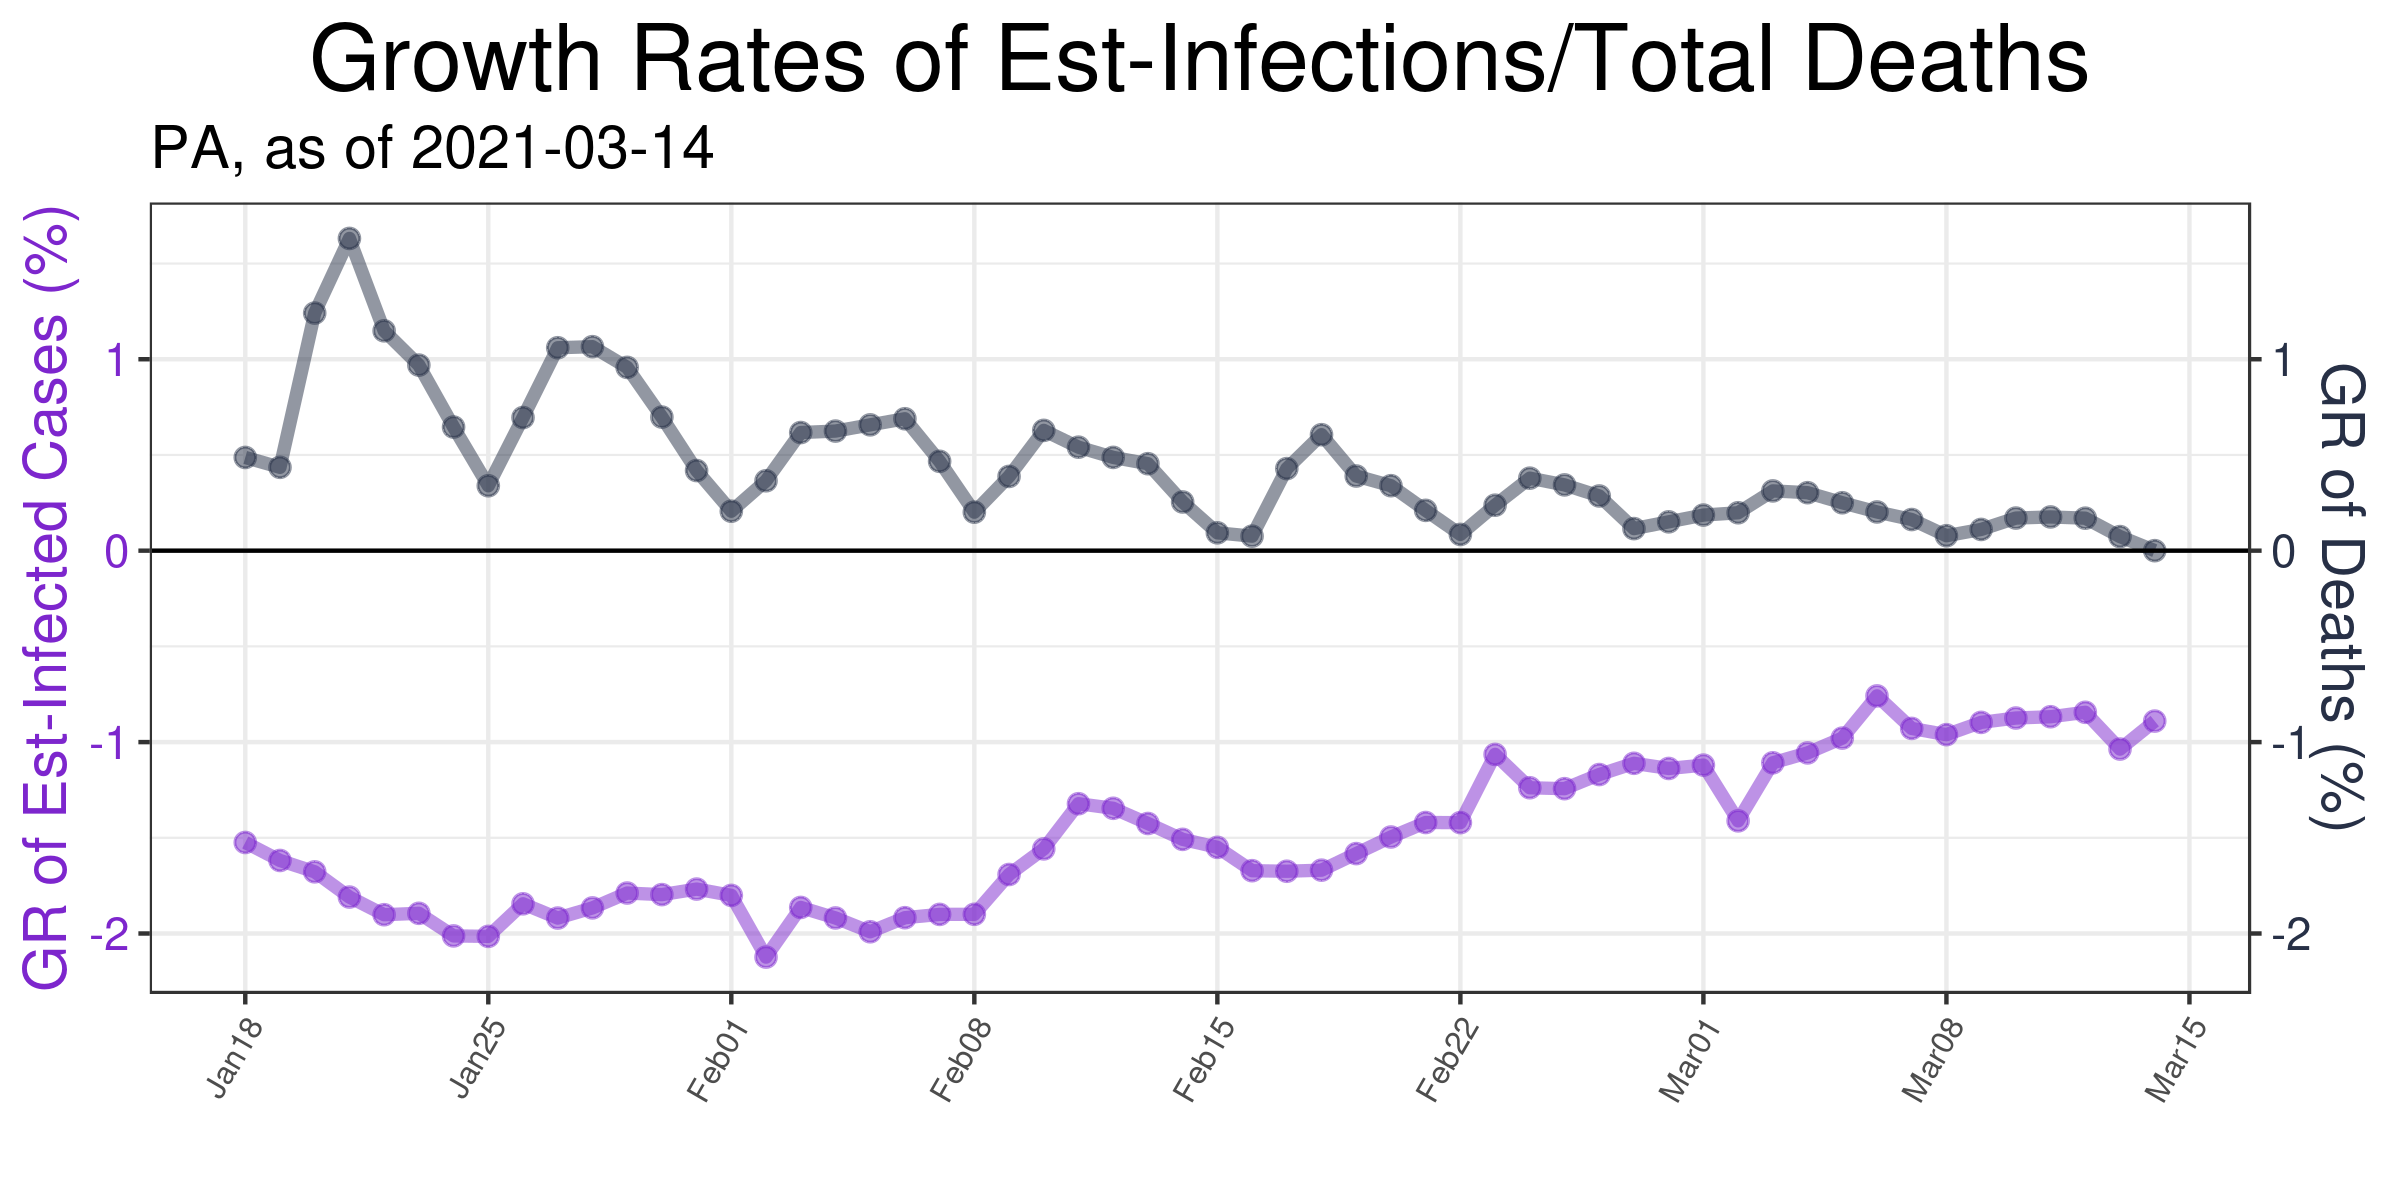 Growth Rates of Est-Infections/Total Deaths
PA, as of 2021-03-14
GR of Est-Infected Cases (%)
1
0
-1
-2
1
0
-1
-2
GR of Deaths (%)
Jan18
Jan25
Feb01
Feb08
Feb15
Feb22
Mar01
Mar08
Mar15